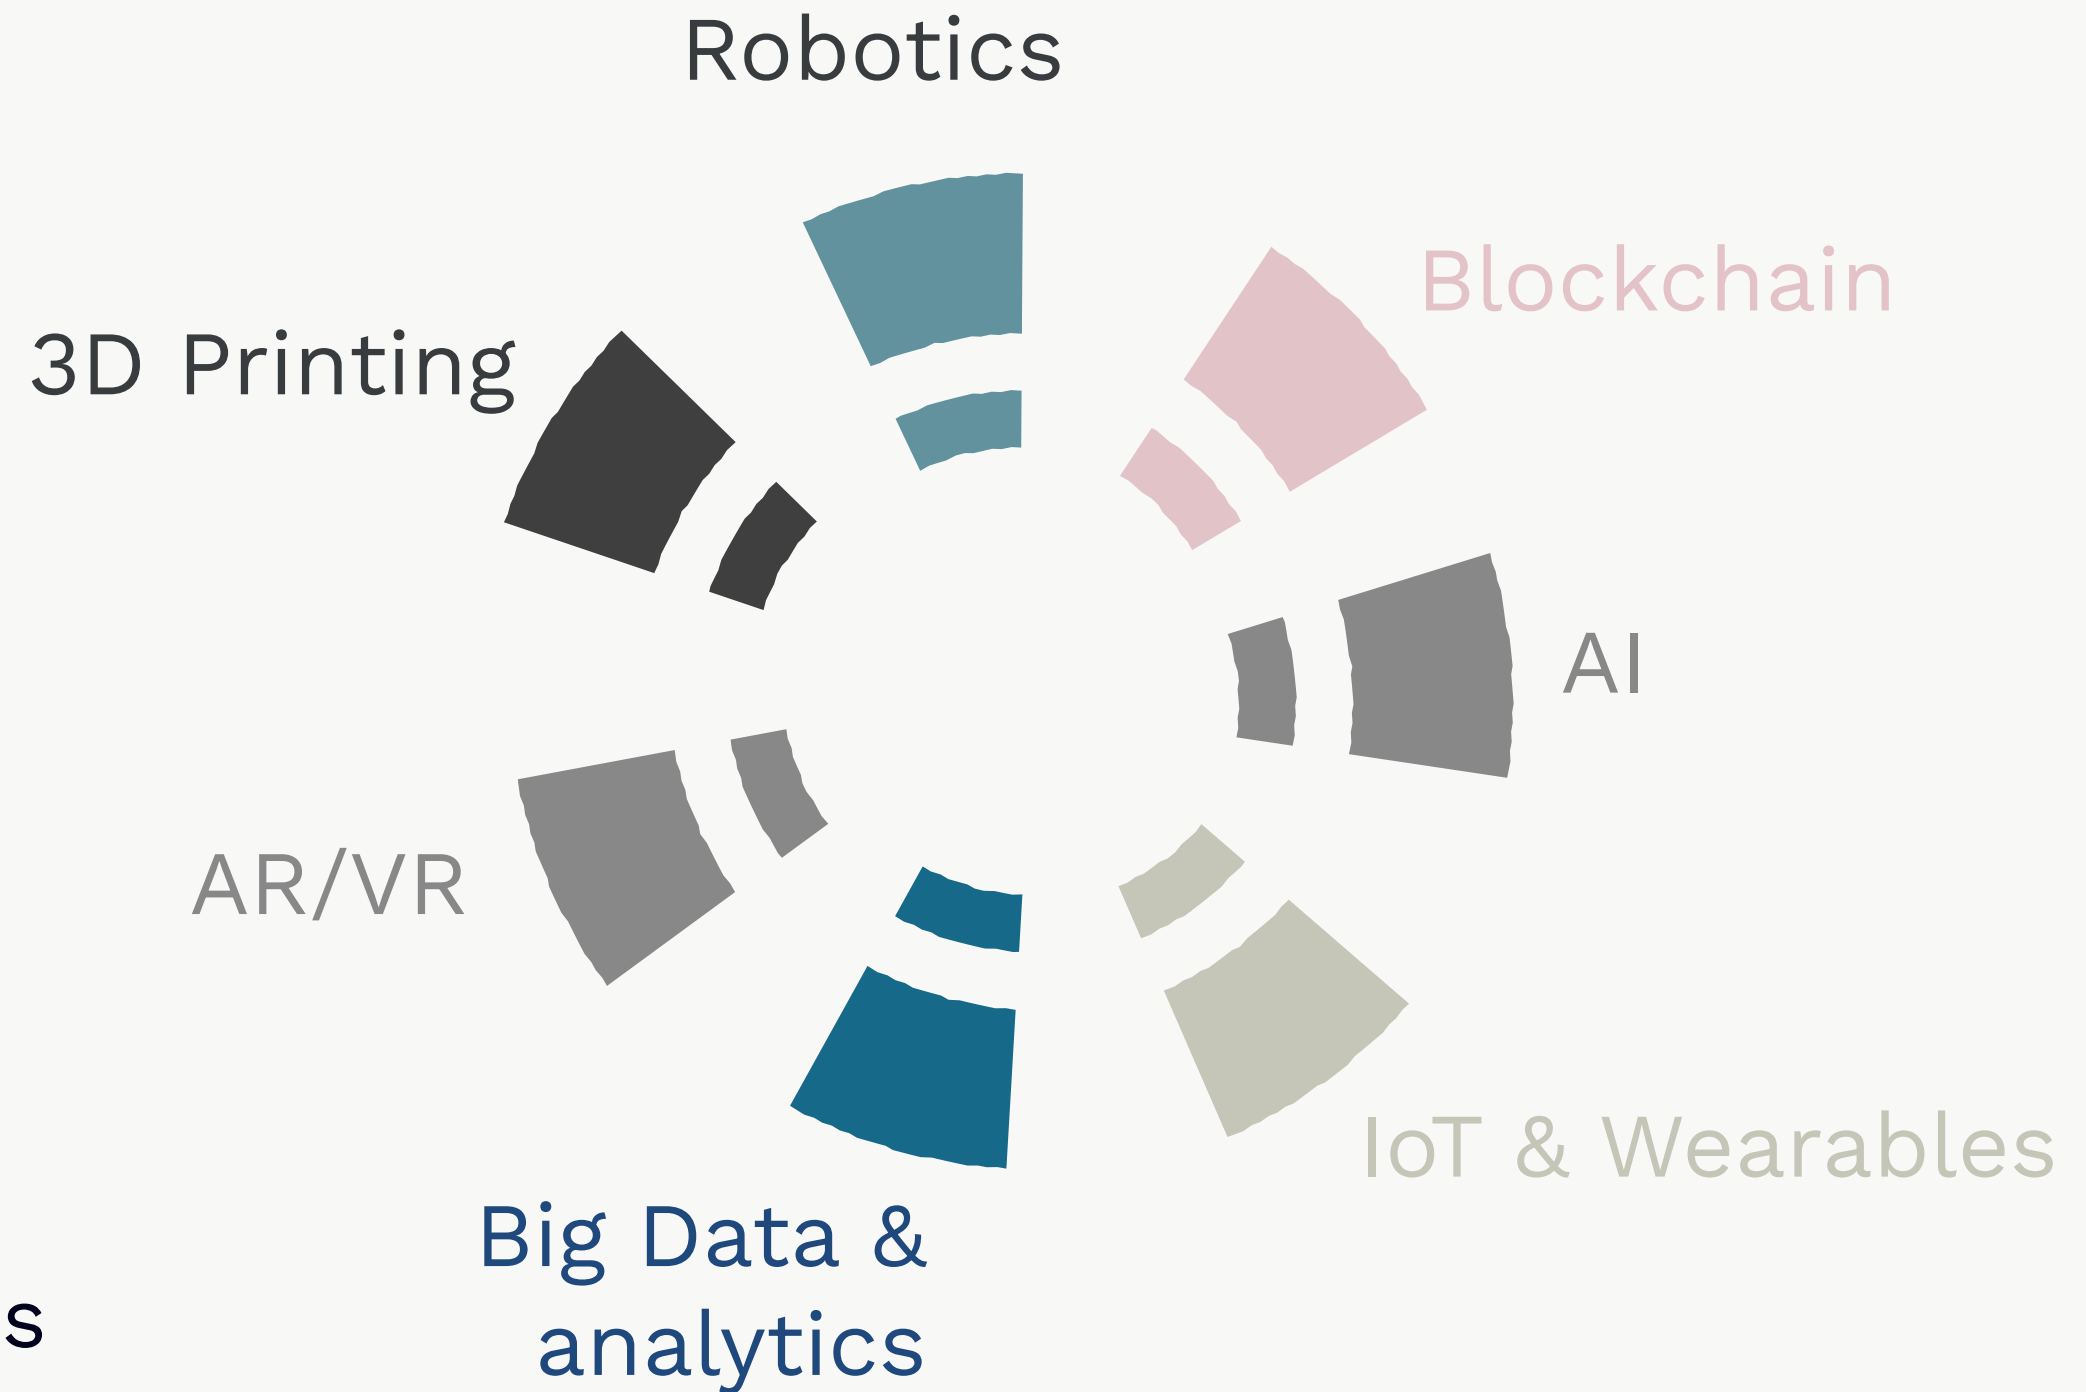 Robotics
Blockchain
3D Printing
AI
AR/VR
IoT & Wearables
Big Data &
analytics
s